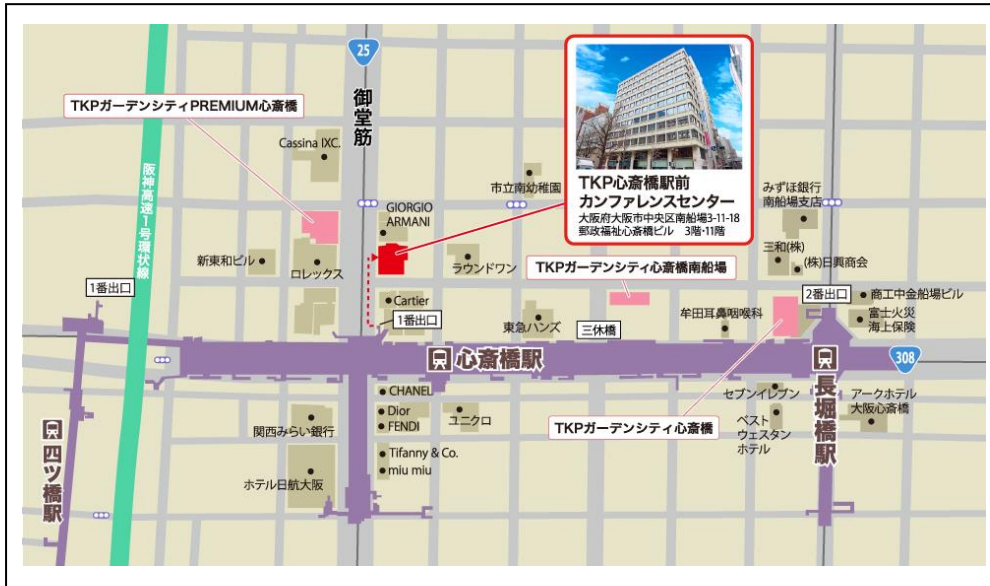 25
御堂筋
TKPガーデンシティPREMIUM心斎橋
Cassina IXC.
阪神高速1号環状線
TKP心斎橋駅前
カンファレンスセンター
大阪府大阪市中央区南船場3-11-18
郵政福祉心斎橋ビル 3階・11階
市立南幼稚園
みずほ銀行
南船場支店
GIORGIO
ARMANI
新東和ビル
ロレックス
ラウンドワン
TKPガーデンシティ心斎橋南船場
三和(株)
(株)日興商会
1番出口
Cartier
1番出口
東急ハンズ
三休橋
牟田耳鼻咽喉科
2番出口
商工中金船場ビル
富士火災
海上保険
心斎橋駅
308
長堀橋駅
四ツ橋駅
CHANEL
Dior
FENDI
ユニクロ
関西みらい銀行
Tifanny & Co.
miu miu
ホテル日航大阪
TKPガーデンシティ心斎橋
セブンイレブン
ベスト
ウェスタン
ホテル
アークホテル
大阪心斎橋